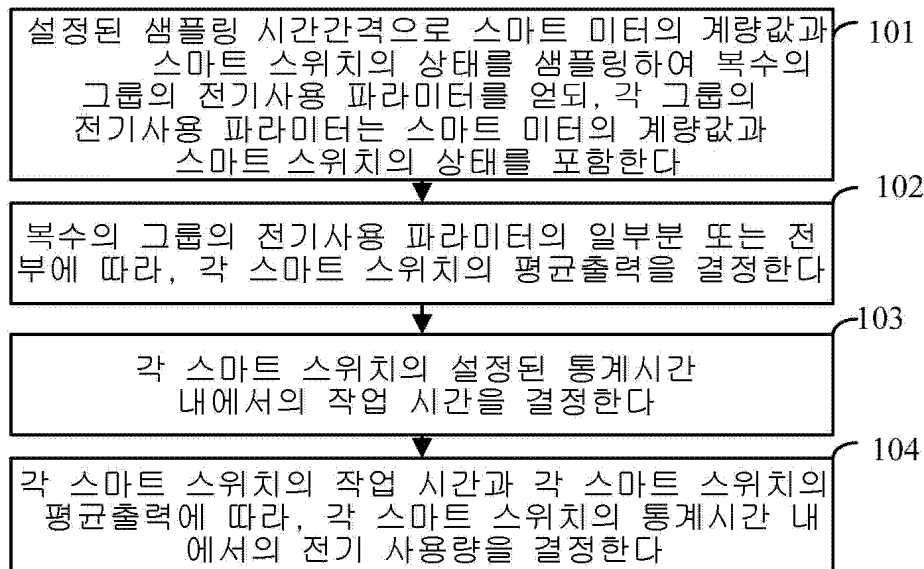 설정된 샘플링 시간간격으로 스마트 미터의 계량값과
스마트 스위치의 상태를 샘플링하여 복수의
그룹의 전기사용 파라미터를 얻되, 각 그룹의
전기사용 파라미터는 스마트 미터의 계량값과
스마트 스위치의 상태를 포함한다
101
복수의 그룹의 전기사용 파라미터의 일부분 또는 전
부에 따라, 각 스마트 스위치의 평균출력을 결정한다
102
각 스마트 스위치의 설정된 통계시간
내에서의 작업 시간을 결정한다
103
각 스마트 스위치의 작업 시간과 각 스마트 스위치의
평균출력에 따라, 각 스마트 스위치의 통계시간 내
에서의 전기 사용량을 결정한다
104